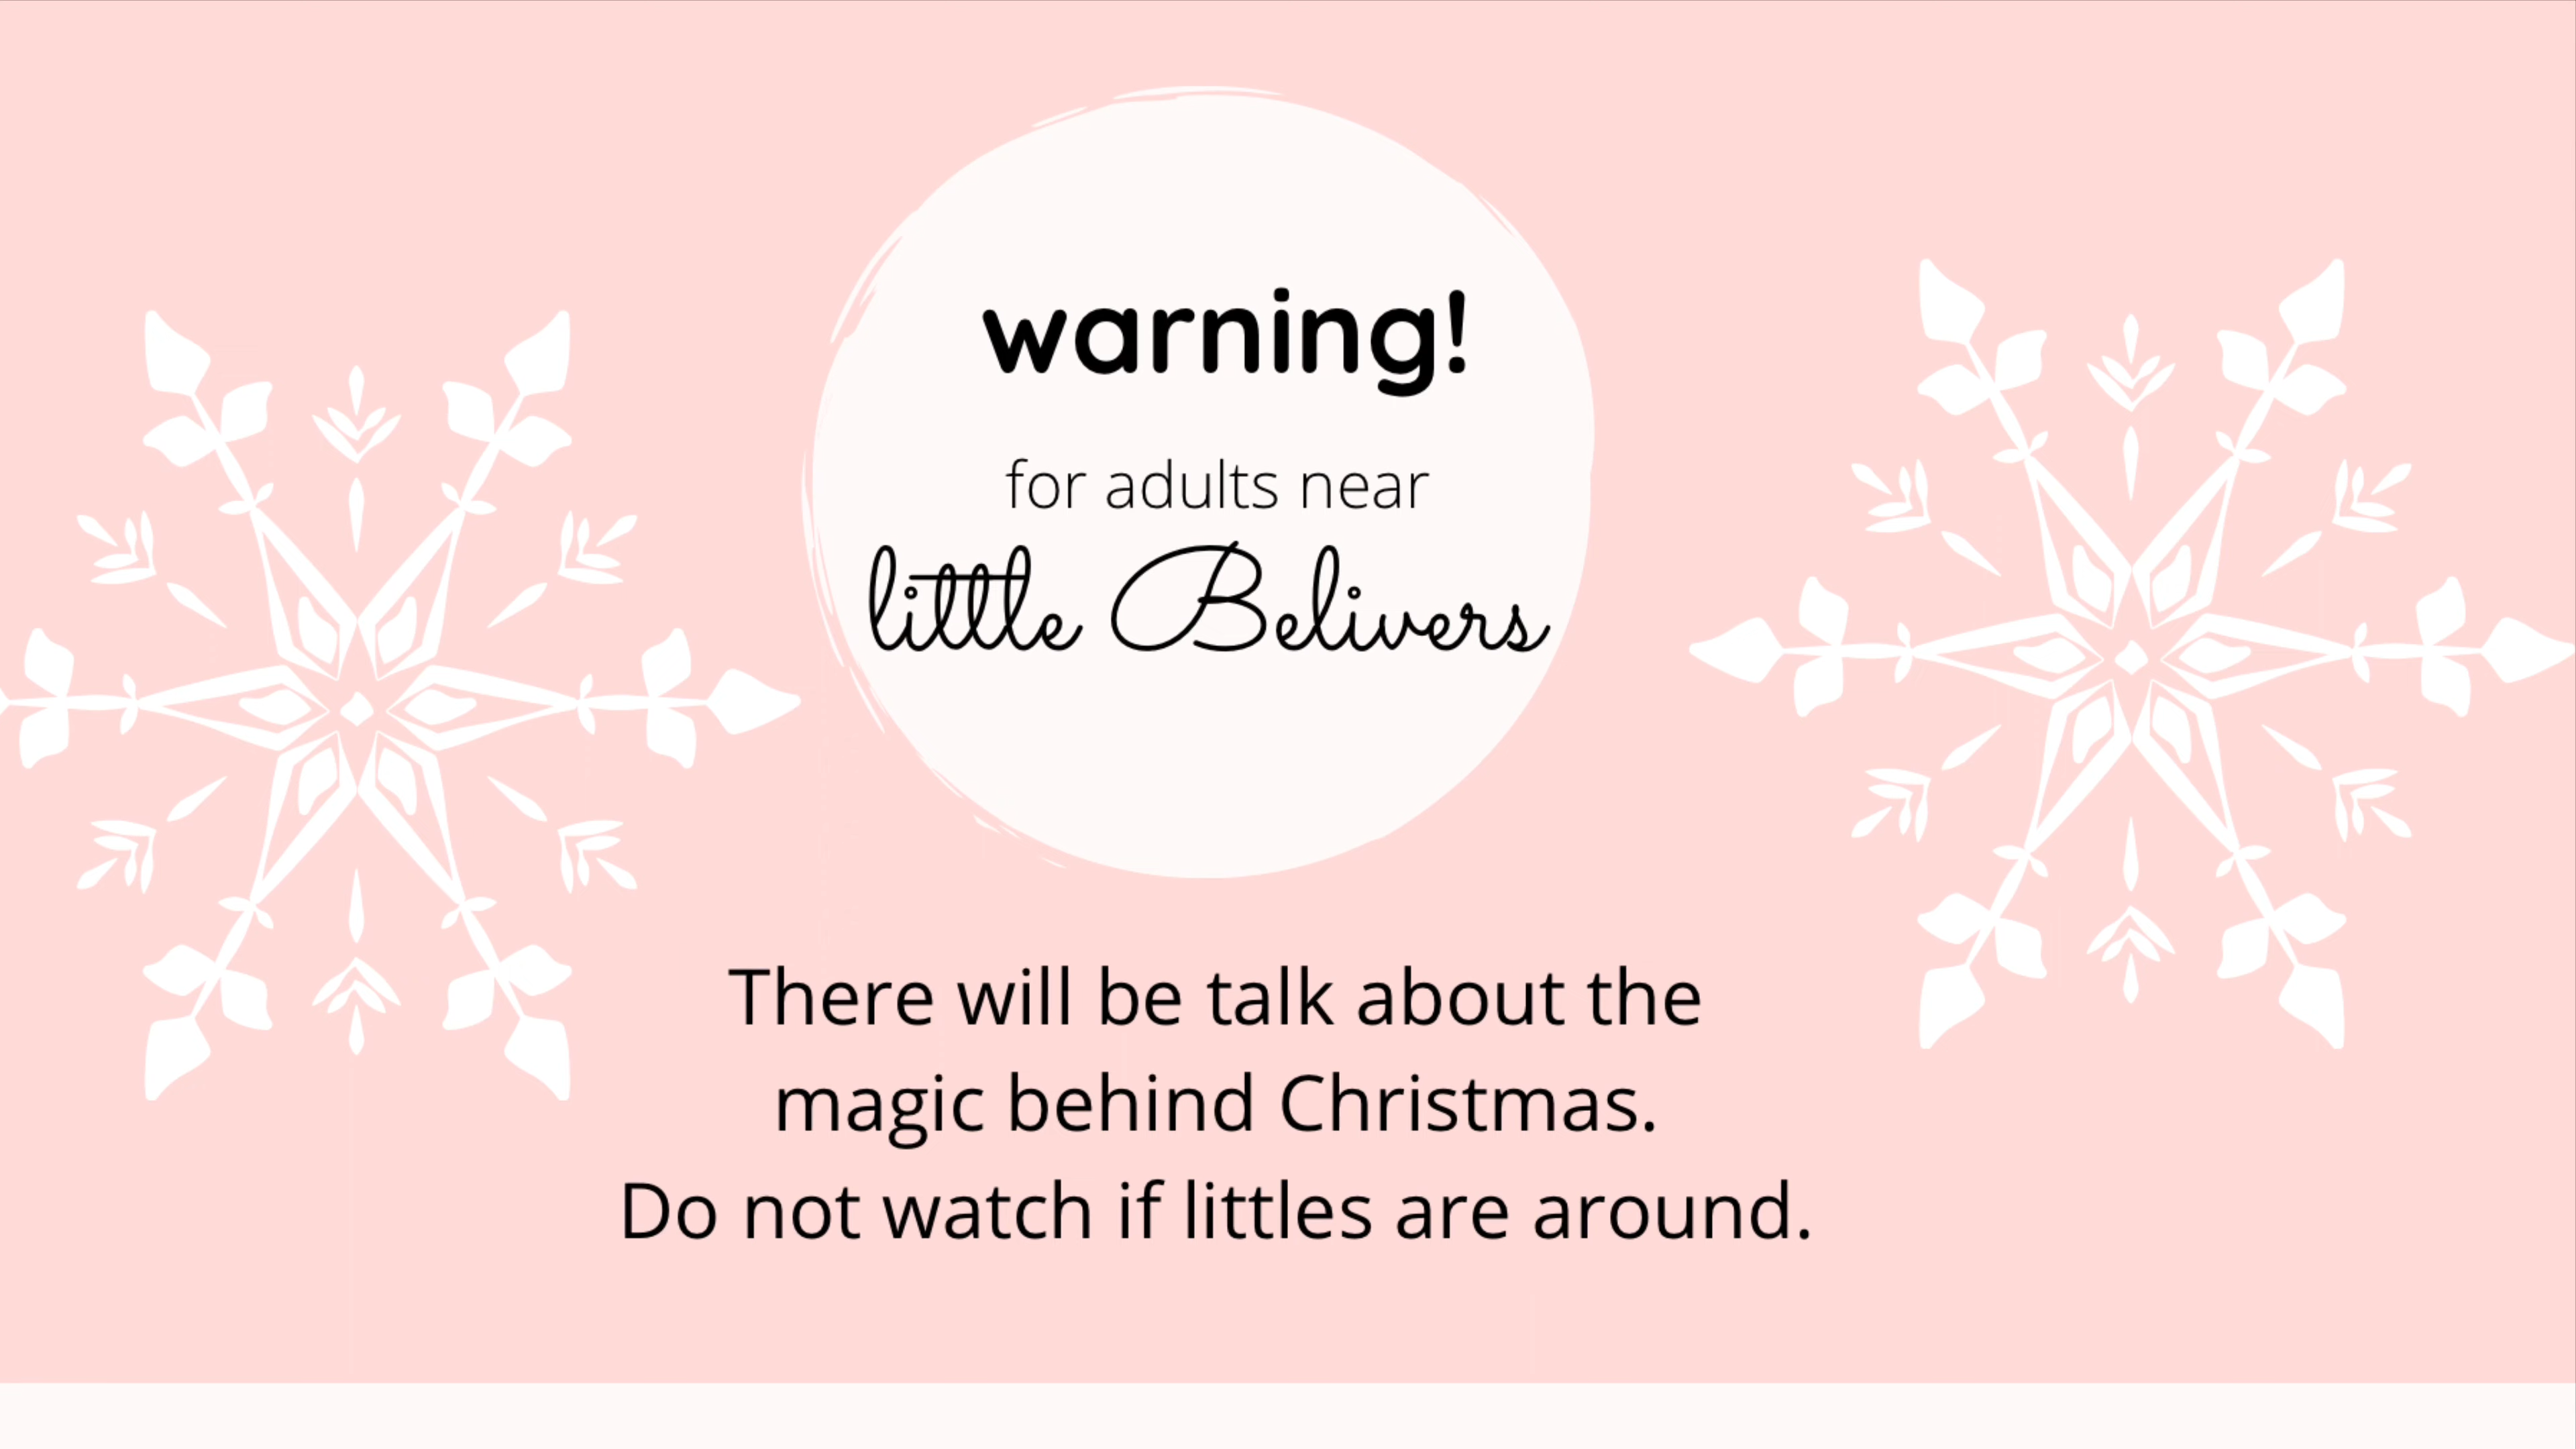 warning!
for adults near
little Belivers
There will be talk about the
magic behind Christmas.
Do not watch if littles are around.